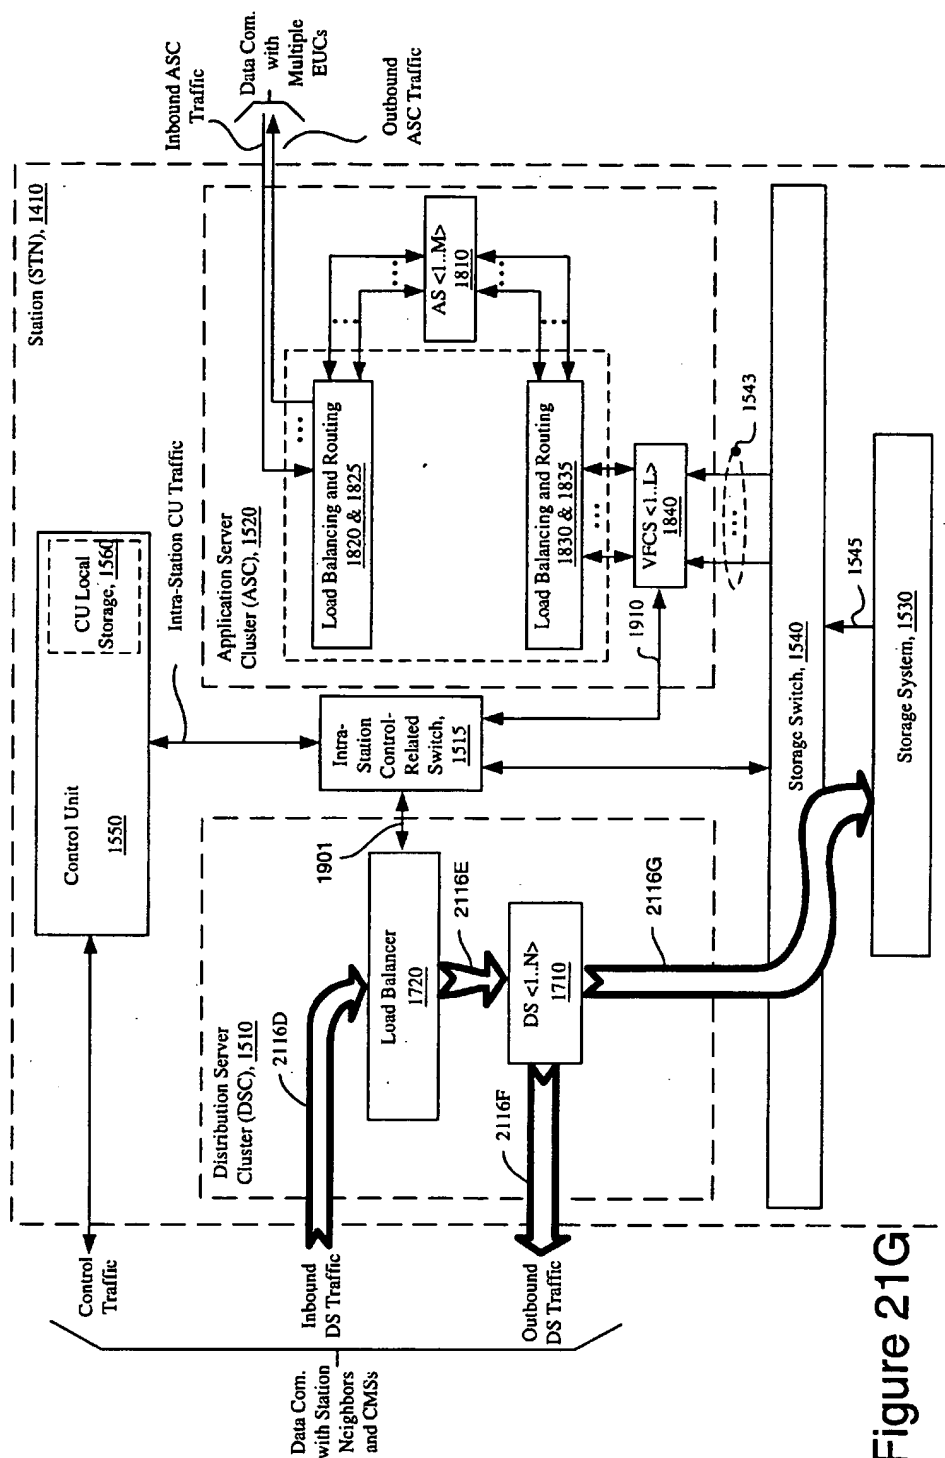 Station (STN), 1410
Control Unit
1550
CU Local
Storage, 1560
Control
Traffic
Intra-Station CU Traffic
Data Com.
with Station
Neighbors
and CMSs
Inbound
DS Traffic
Outbound
DS Traffic
Distribution Server
Cluster (DSC), 1510
2116D
Load Balancer
1720
1901
2116E
DS <1..N>
1710
2116F
2116G
Intra-
Station
Control-
Related
Switch,
1515
Application Server
Cluster (ASC), 1520
Load Balancing and Routing
1820 & 1825
...
AS <1..M>
1810
...
...
...
...
Load Balancing and Routing
1830 & 1835
...
VFCS <1..L>
1840
1910
...
1543
Inbound ASC
Traffic
Data Com.
with
Multiple
EUCs
Outbound
ASC Traffic
Storage Switch, 1540
1545
Storage System, 1530
Figure 21G